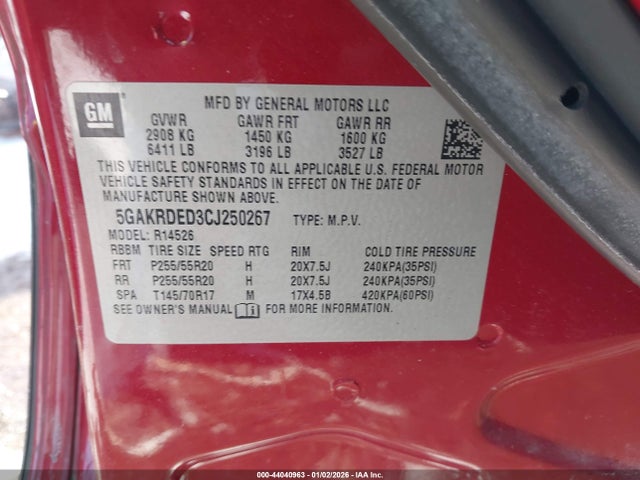 GM
MFD BY GENERAL MOTORS LLC
GVWR GAWR FRT GAWR RR
2908 KG 1450 KG 1600 KG
6411 LB 3196 LB 3527 LB
THIS VEHICLE CONFORMS TO ALL APPLICABLE U.S. FEDERAL MOTOR
VEHICLE SAFETY STANDARDS IN EFFECT ON THE DATE OF
MANUFACTURE SHOWN ABOVE.
5GAKRDED3CJ250267 TYPE: M.P.V.
MODEL: R14526
RBBM TIRE SIZE SPEED RTG RIM COLD TIRE PRESSURE
FRT P255/55R20 H 20X7.5J 240KPA(35PSI)
RR P255/55R20 H 20X7.5J 240KPA(35PSI)
SPA T145/70R17 M 17X4.5B 420KPA(60PSI)
SEE OWNER'S MANUAL FOR MORE INFORMATION.
000-44040963 - 01/02/2026 - IAA Inc.